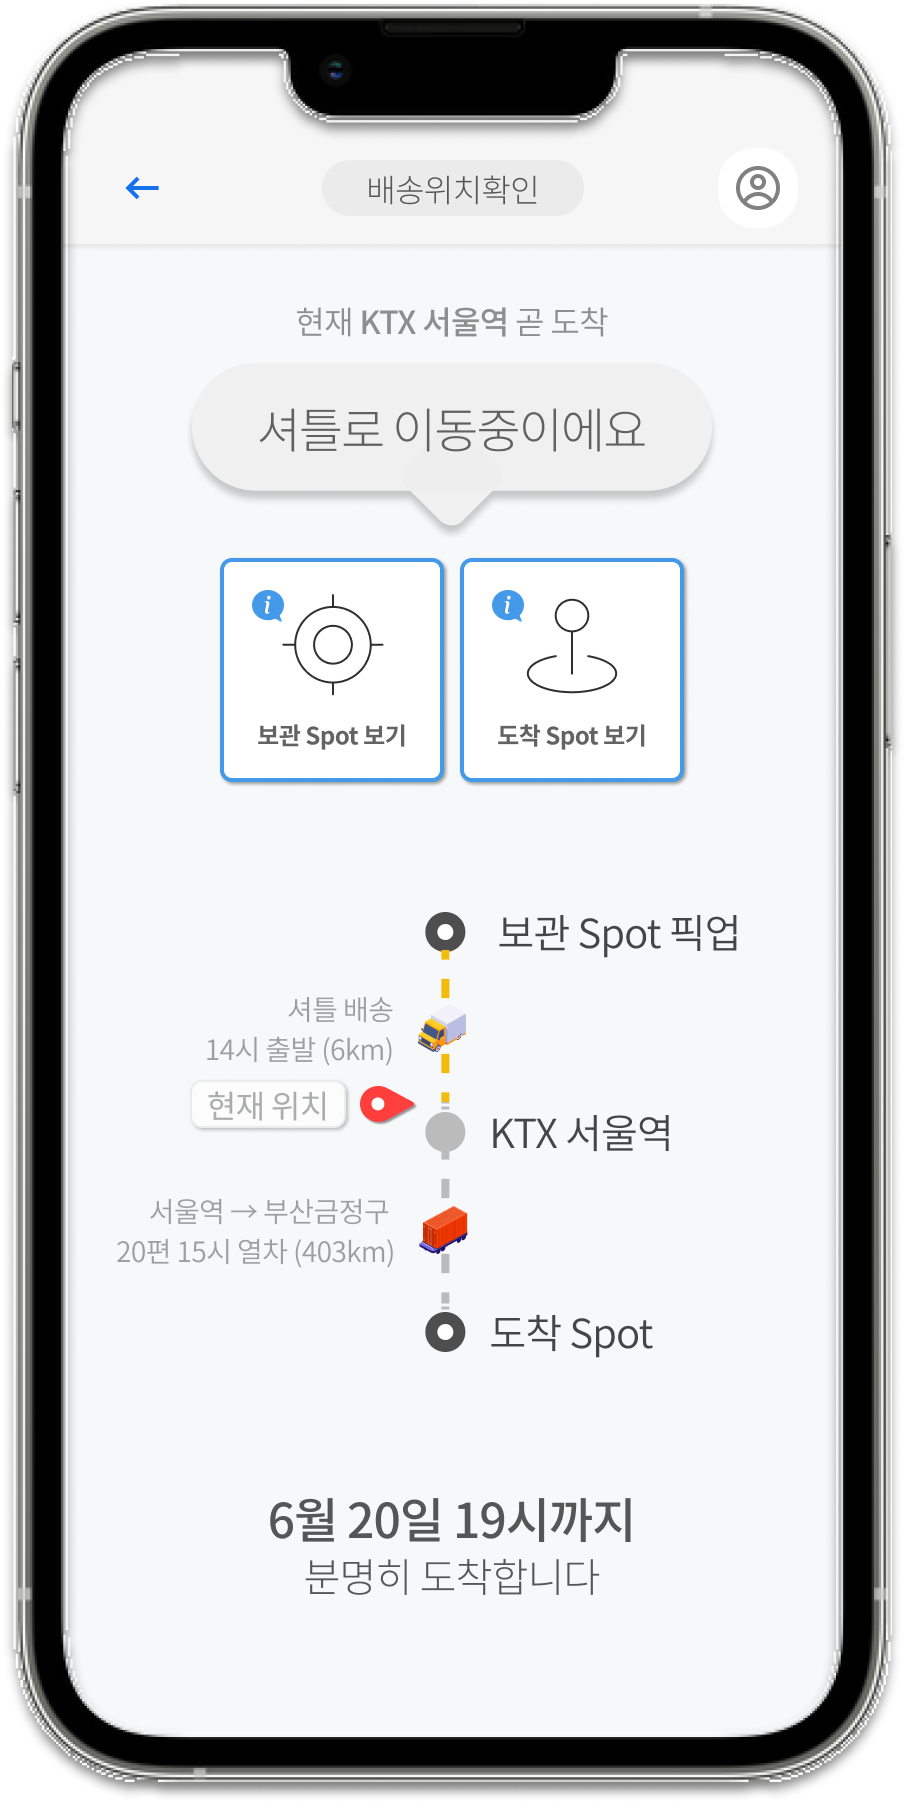 배송위치확인
현재 KTX 서울역 곧 도착
셔틀로 이동중이에요
i
i
보관 Spot 보기
도착 Spot 보기
보관 Spot 픽업
셔틀 배송
14시 출발 (6km)
현재 위치
KTX 서울역
서울역 → 부산금정구
20편 15시 열차 (403km)
도착 Spot
6월 20일 19시까지
분명히 도착합니다